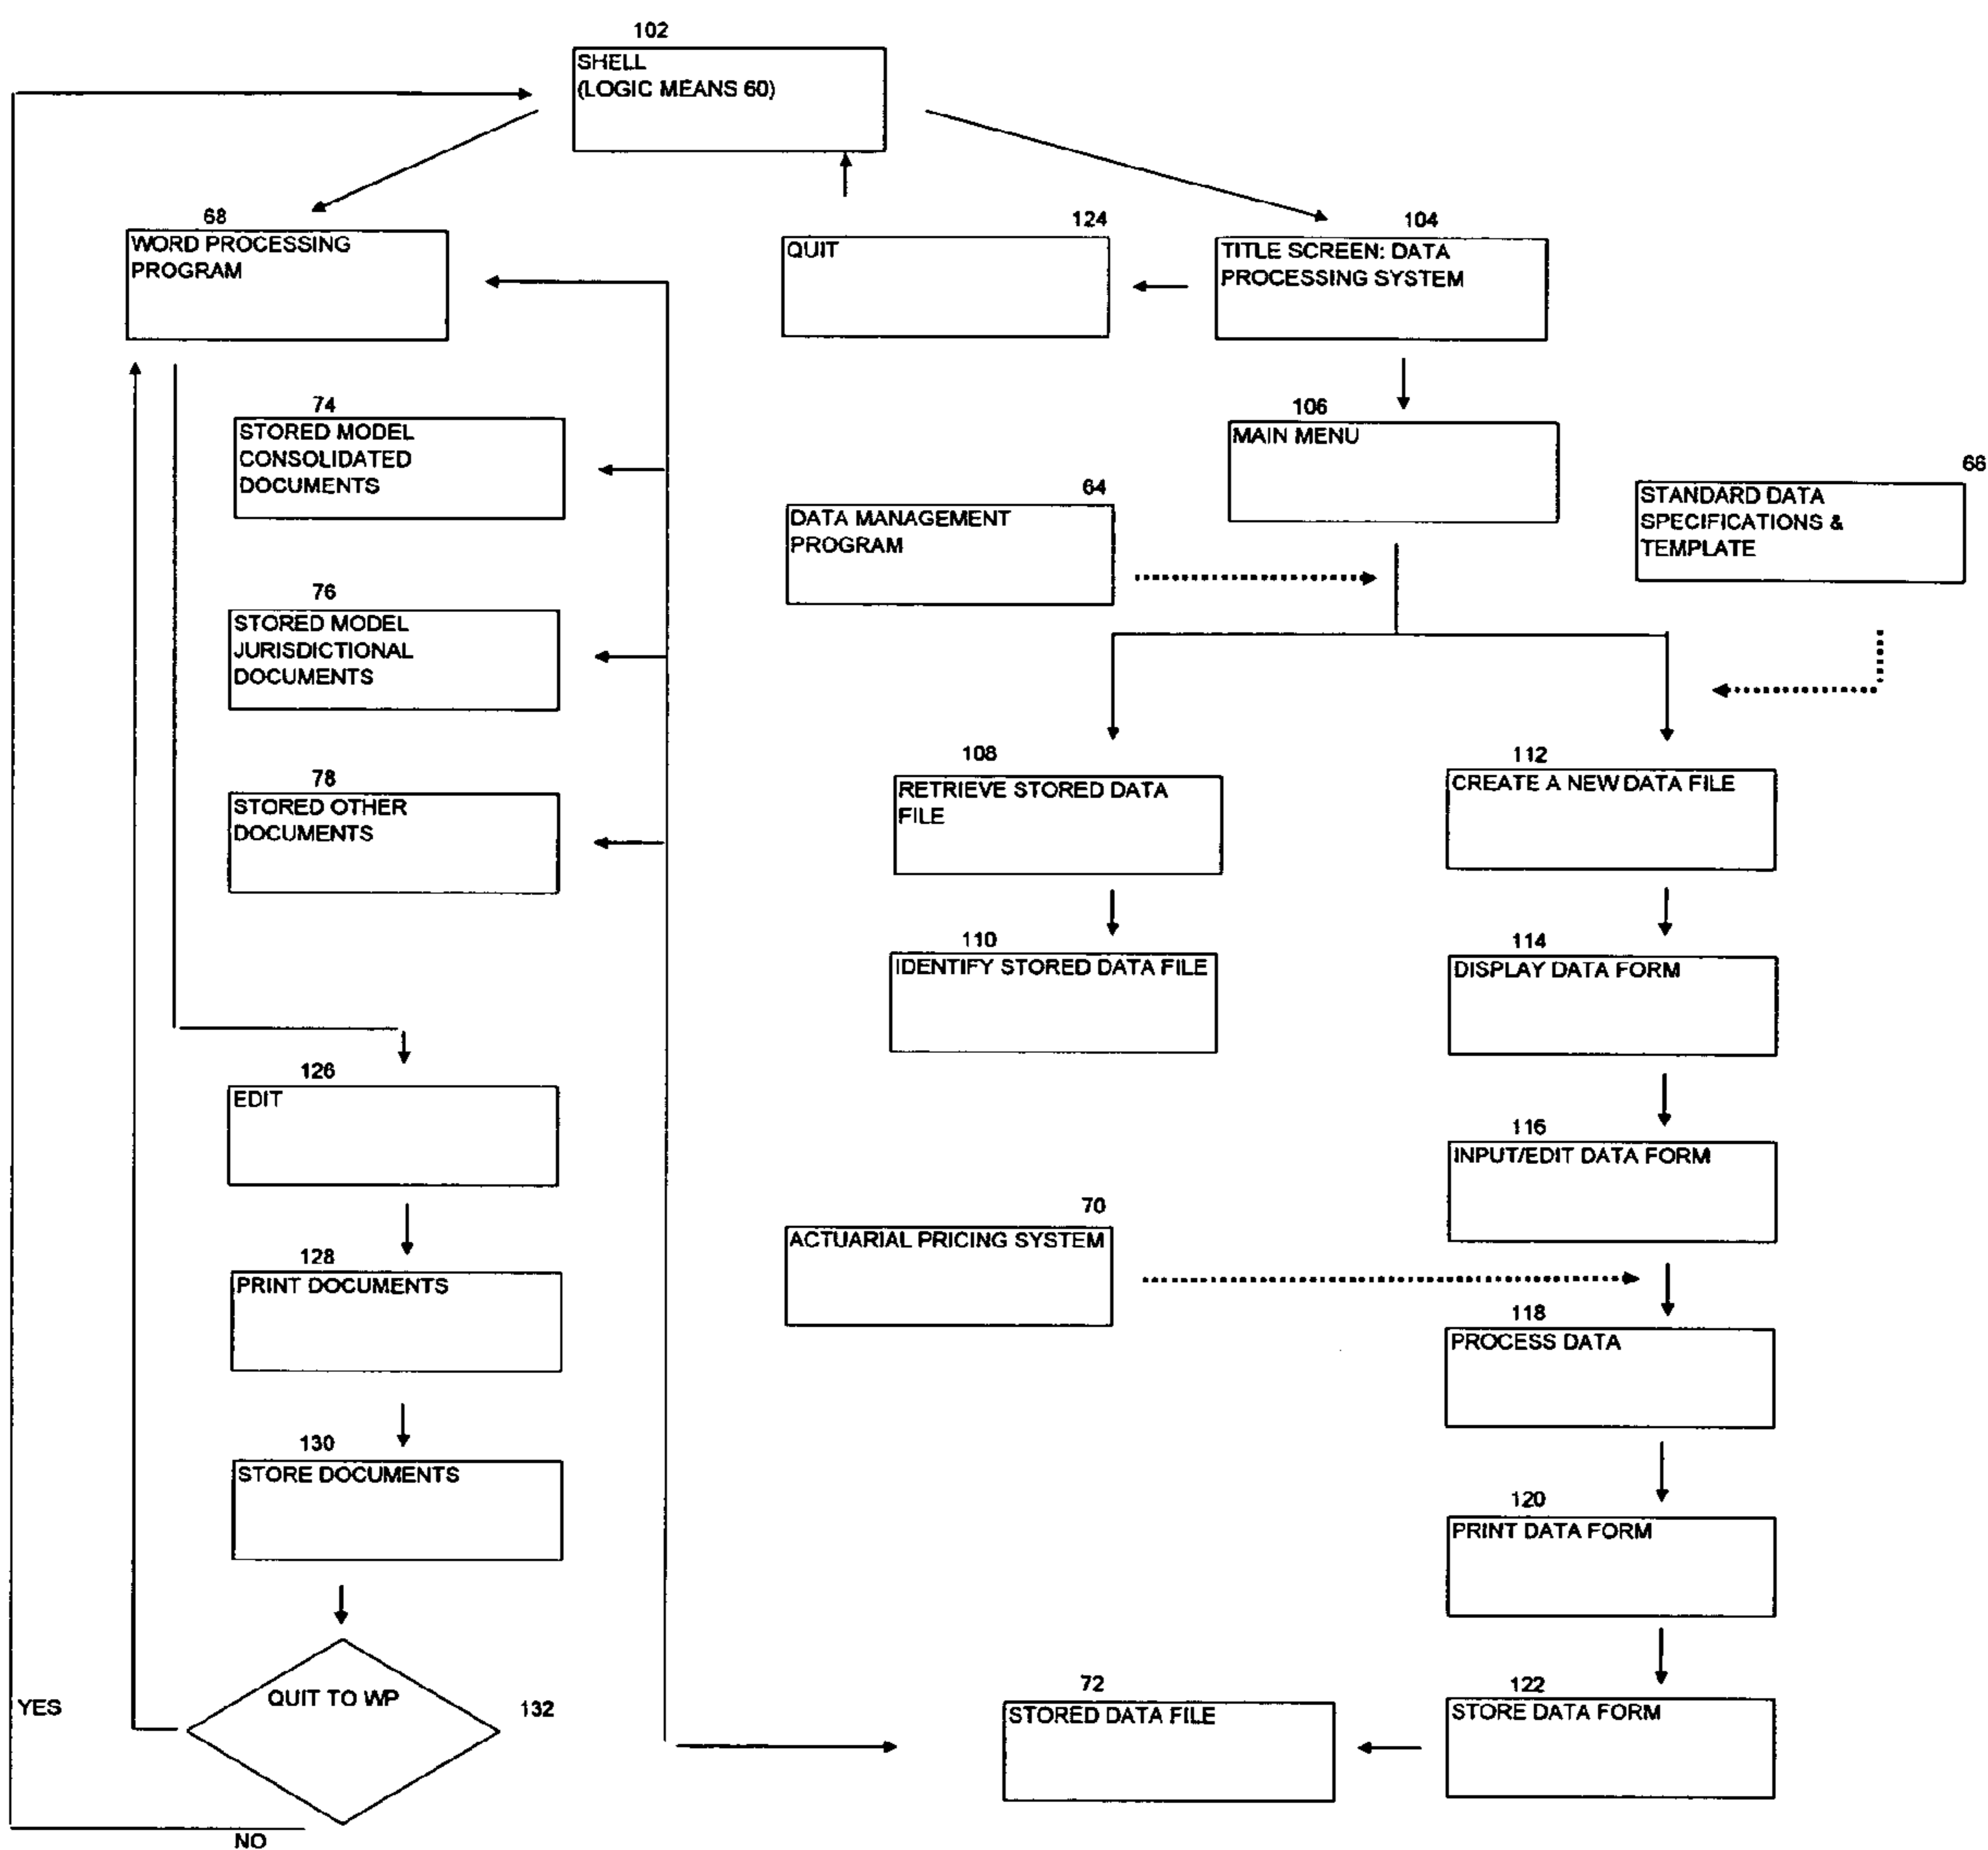 102
SHELL
(LOGIC MEANS 60)
68
WORD PROCESSING
PROGRAM
124
QUIT
104
TITLE SCREEN: DATA
PROCESSING SYSTEM
74
STORED MODEL
CONSOLIDATED
DOCUMENTS
106
MAIN MENU
64
DATA MANAGEMENT
PROGRAM
66
STANDARD DATA
SPECIFICATIONS &
TEMPLATE
76
STORED MODEL
JURISDICTIONAL
DOCUMENTS
78
STORED OTHER
DOCUMENTS
108
RETRIEVE STORED DATA
FILE
112
CREATE A NEW DATA FILE
110
IDENTIFY STORED DATA FILE
114
DISPLAY DATA FORM
126
EDIT
116
INPUT/EDIT DATA FORM
70
ACTUARIAL PRICING SYSTEM
128
PRINT DOCUMENTS
118
PROCESS DATA
130
STORE DOCUMENTS
120
PRINT DATA FORM
QUIT TO WP
132
YES
NO
72
STORED DATA FILE
122
STORE DATA FORM